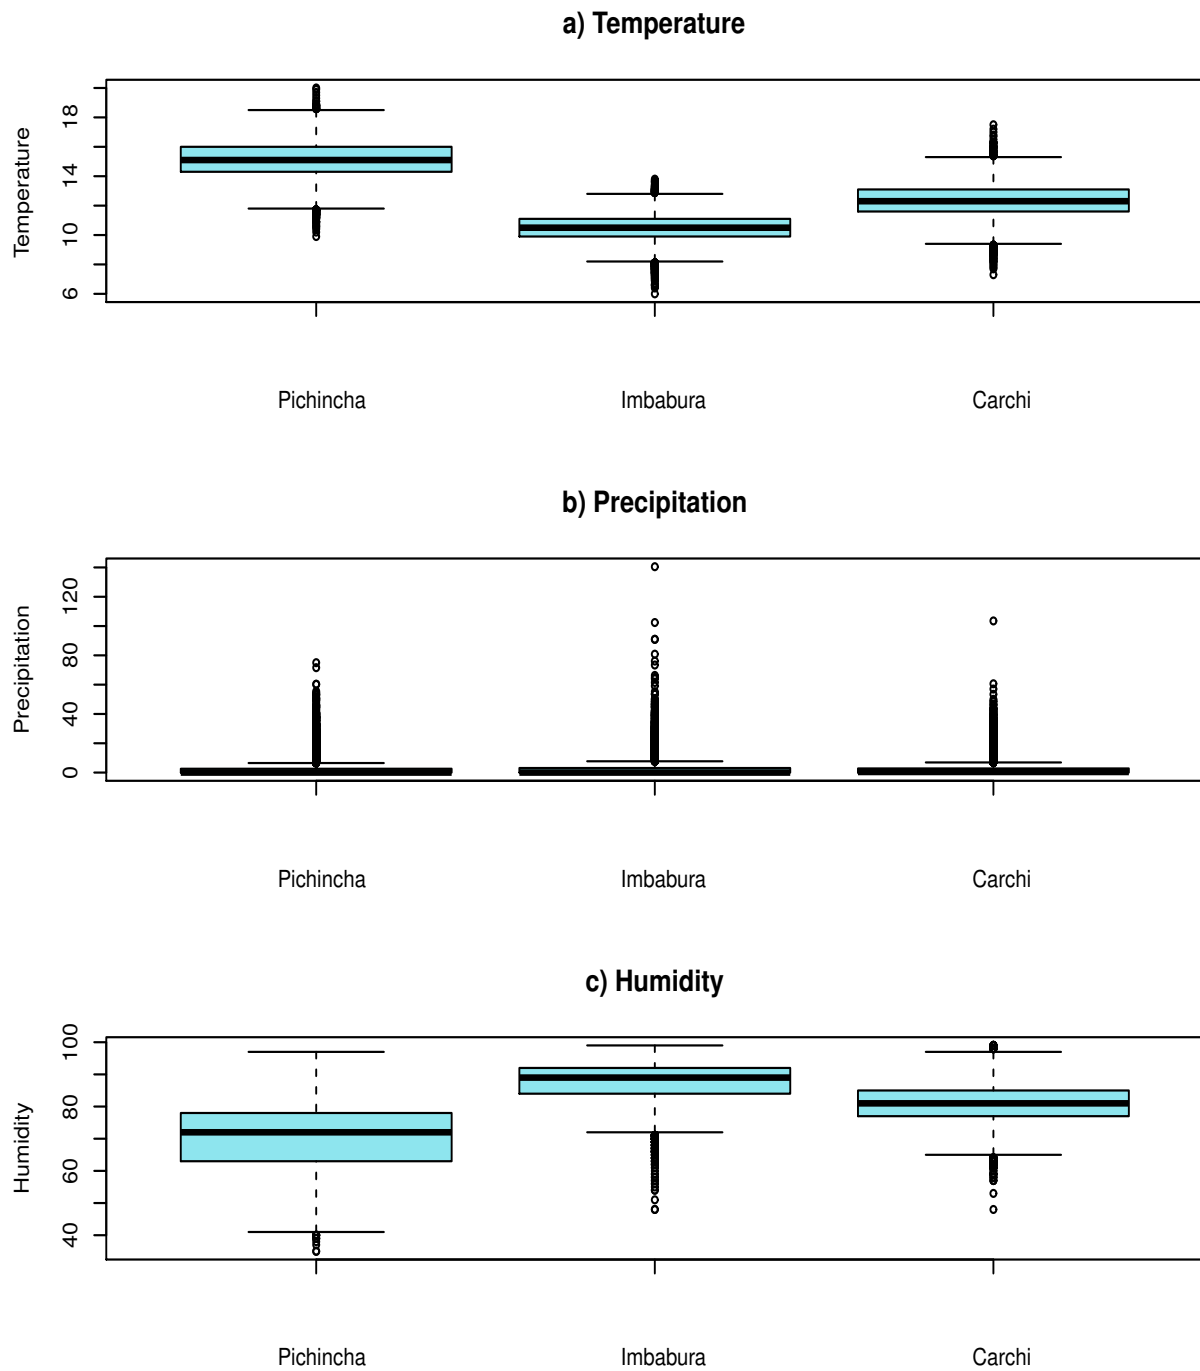 a) Temperature
Temperature
18
14
10
6
Pichincha Imbabura Carchi
b) Precipitation
Precipitation
120
80
40
0
Pichincha Imbabura Carchi
c) Humidity
Humidity
100
80
60
40
Pichincha Imbabura Carchi